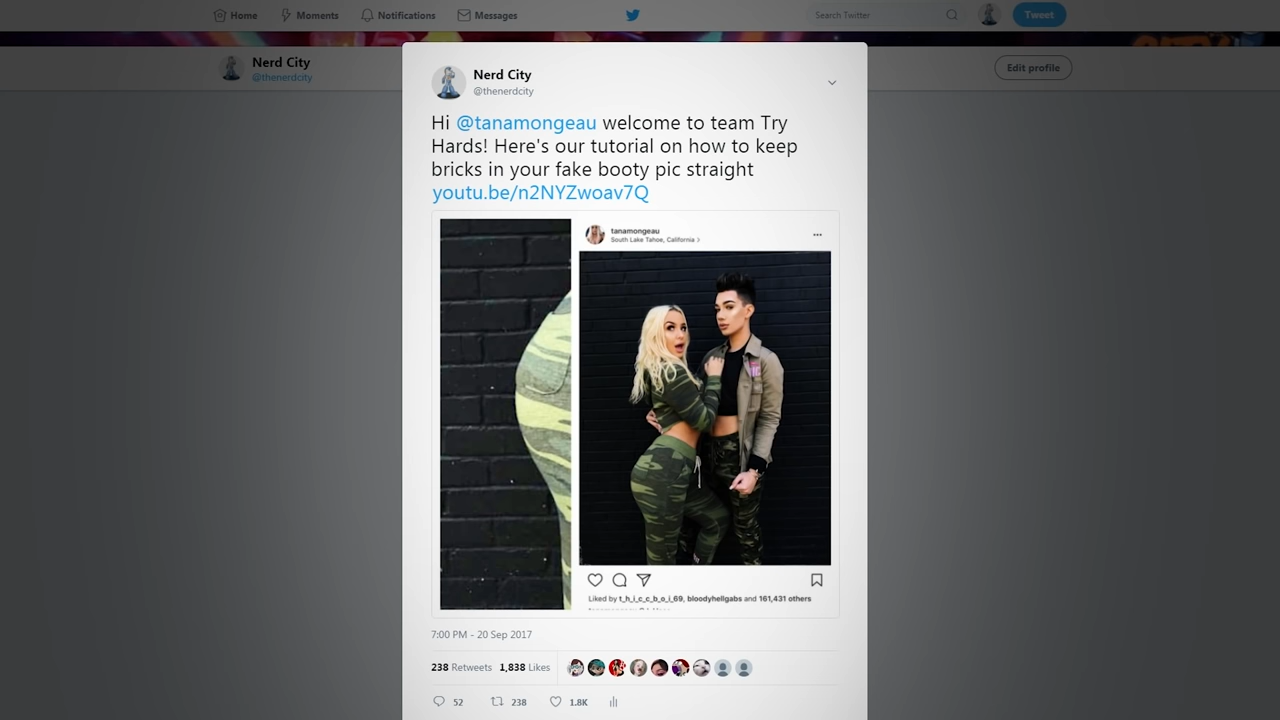 Home Moments Notifications Messages Search Twitter Tweet
Nerd City
@thenerdcity
Edit profile
Nerd City
@thenerdcity
Hi @tanamongeau welcome to team Try
Hards! Here's our tutorial on how to keep
bricks in your fake booty pic straight
youtu.be/n2NYZwoav7Q
tanamongeau
South Lake Tahoe, California
Liked by t_h_i_c_c_b_o_i_69, bloodyhellgabs and 161,431 others
7:00 PM - 20 Sep 2017
238 Retweets 1,838 Likes
52 238 1.8K